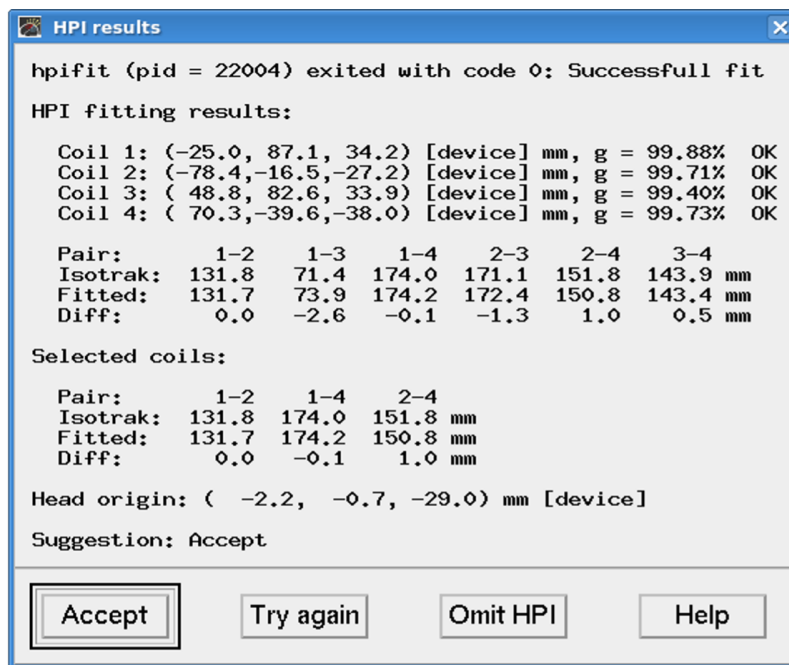 HPI results
hpifit (pid = 22004) exited with code 0: Successfull fit
HPI fitting results:
Coil 1: (-25.0, 87.1, 34.2) [device] mm, g = 99.88% OK
Coil 2: (-78.4,-16.5,-27.2) [device] mm, g = 99.71% OK
Coil 3: ( 48.8, 82.6, 33.9) [device] mm, g = 99.40% OK
Coil 4: ( 70.3,-39.6,-38.0) [device] mm, g = 99.73% OK
Pair: 1-2 1-3 1-4 2-3 2-4 3-4
Isotrak: 131.8 71.4 174.0 171.1 151.8 143.9 mm
Fitted: 131.7 73.9 174.2 172.4 150.8 143.4 mm
Diff: 0.0 -2.6 -0.1 -1.3 1.0 0.5 mm
Selected coils:
Pair: 1-2 1-4 2-4
Isotrak: 131.8 174.0 151.8 mm
Fitted: 131.7 174.2 150.8 mm
Diff: 0.0 -0.1 1.0 mm
Head origin: ( -2.2, -0.7, -29.0) mm [device]
Suggestion: Accept
Accept Try again Omit HPI Help